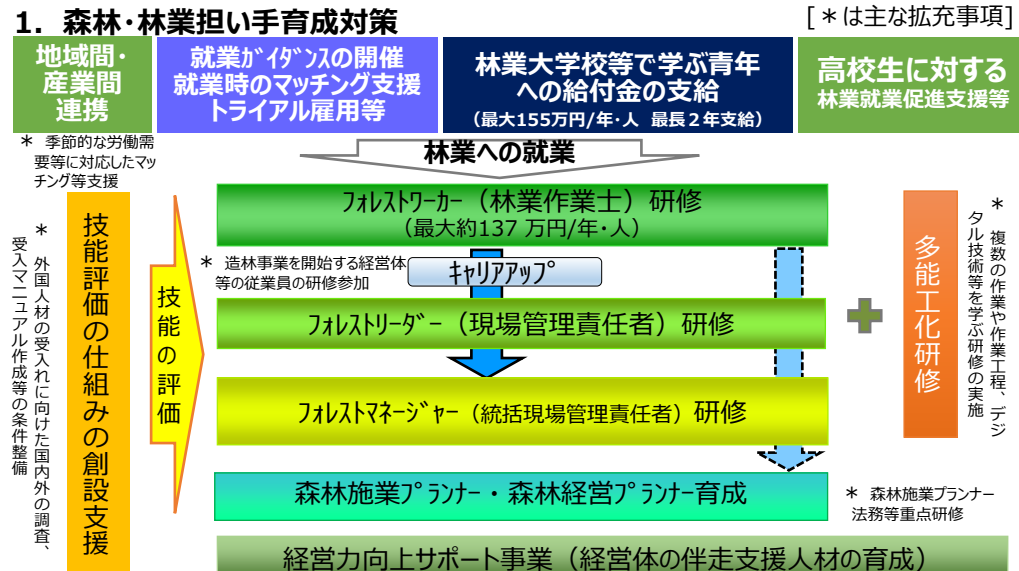 1. 森林・林業担い手育成対策
[＊は主な拡充事項]
地域間・
産業間
連携
就業ｶﾞｲﾀﾞﾝｽの開催
就業時のマッチング支援
トライアル雇用等
林業大学校等で学ぶ青年
への給付金の支給
（最大155万円/年・人 最長２年支給）
高校生に対する
林業就業促進支援等
＊ 季節的な労働需
要等に対応したマッ
チング等支援
林業への就業
フォレストワーカー（林業作業士）研修
（最大約137 万円/年・人）
＊ 造林事業を開始する経営体
等の従業員の研修参加
ｷｬﾘｱｱｯﾌﾟ
フォレストリーダー（現場管理責任者）研修
フォレストマネージャー（統括現場管理責任者）研修
森林施業ﾌﾟﾗﾝﾅｰ・森林経営ﾌﾟﾗﾝﾅｰ育成
経営力向上サポート事業（経営体の伴走支援人材の育成）
＊ 外国人材の受入れに向けた国内外の調査、
受入マニュアル作成等の条件整備
技能評価の仕組みの創設支援
技能の評価
多能工化研修
＊ 複数の作業や作業工程、デジ
タル技術等を学ぶ研修の実施
＊ 森林施業プランナー
法務等重点研修